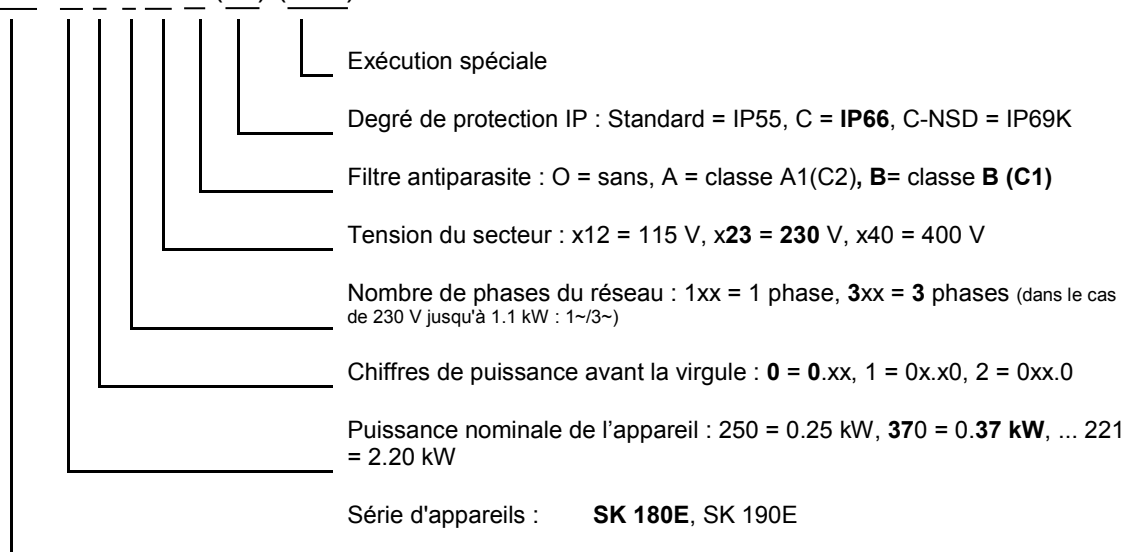 Exécution spéciale
Degré de protection IP : Standard = IP55, C = IP66, C-NSD = IP69K
Filtre antiparasite : O = sans, A = classe A1(C2), B= classe B (C1)
Tension du secteur : x12 = 115 V, x23 = 230 V, x40 = 400 V
Nombre de phases du réseau : 1xx = 1 phase, 3xx = 3 phases (dans le cas
de 230 V jusqu'à 1.1 kW : 1~/3~)
Chiffres de puissance avant la virgule : 0 = 0.xx, 1 = 0x.x0, 2 = 0xx.0
Puissance nominale de l’appareil : 250 = 0.25 kW, 370 = 0.37 kW, ... 221
= 2.20 kW
Série d'appareils : SK 180E, SK 190E